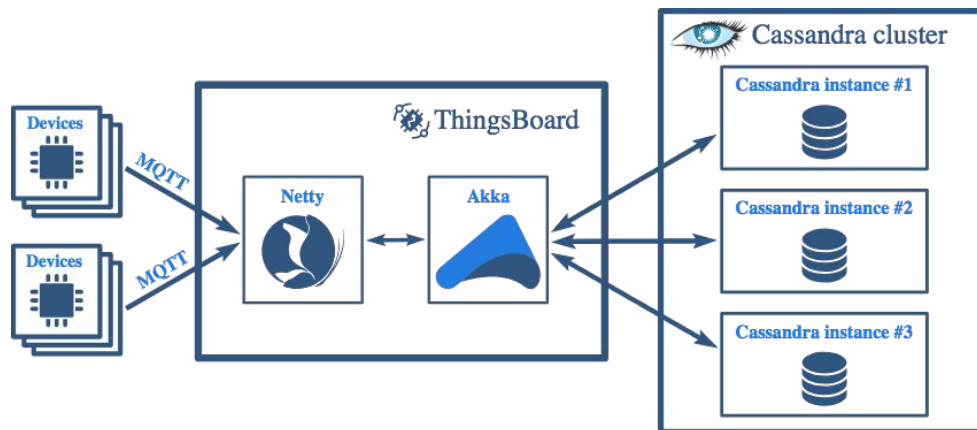 Cassandra cluster
Cassandra instance #1
Devices
ThingsBoard
MQTT
Netty
Akka
Cassandra instance #2
Devices
MQTT
Cassandra instance #3